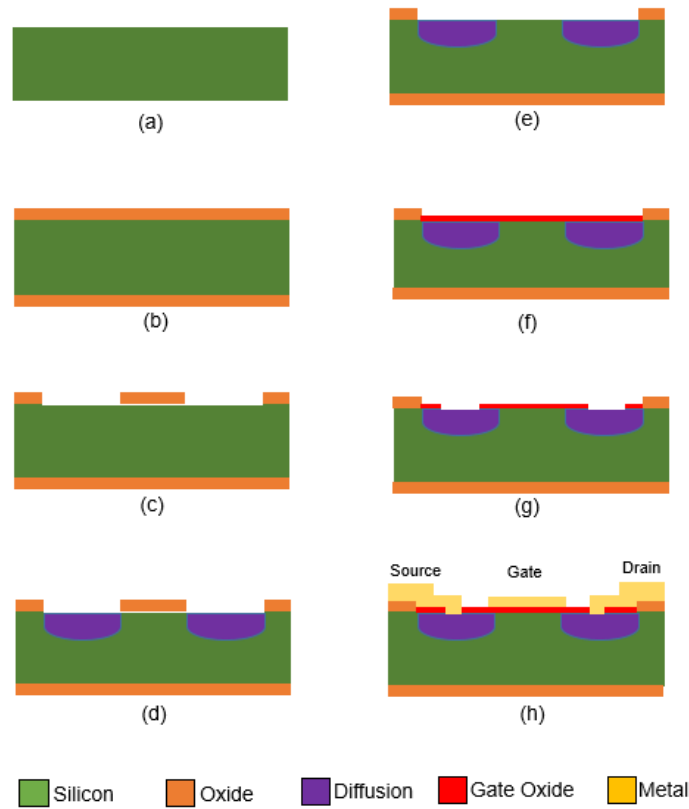 (a)
(b)
(c)
(d)
(e)
(f)
(g)
Source Gate Drain
(h)
Silicon Oxide Diffusion Gate Oxide Metal